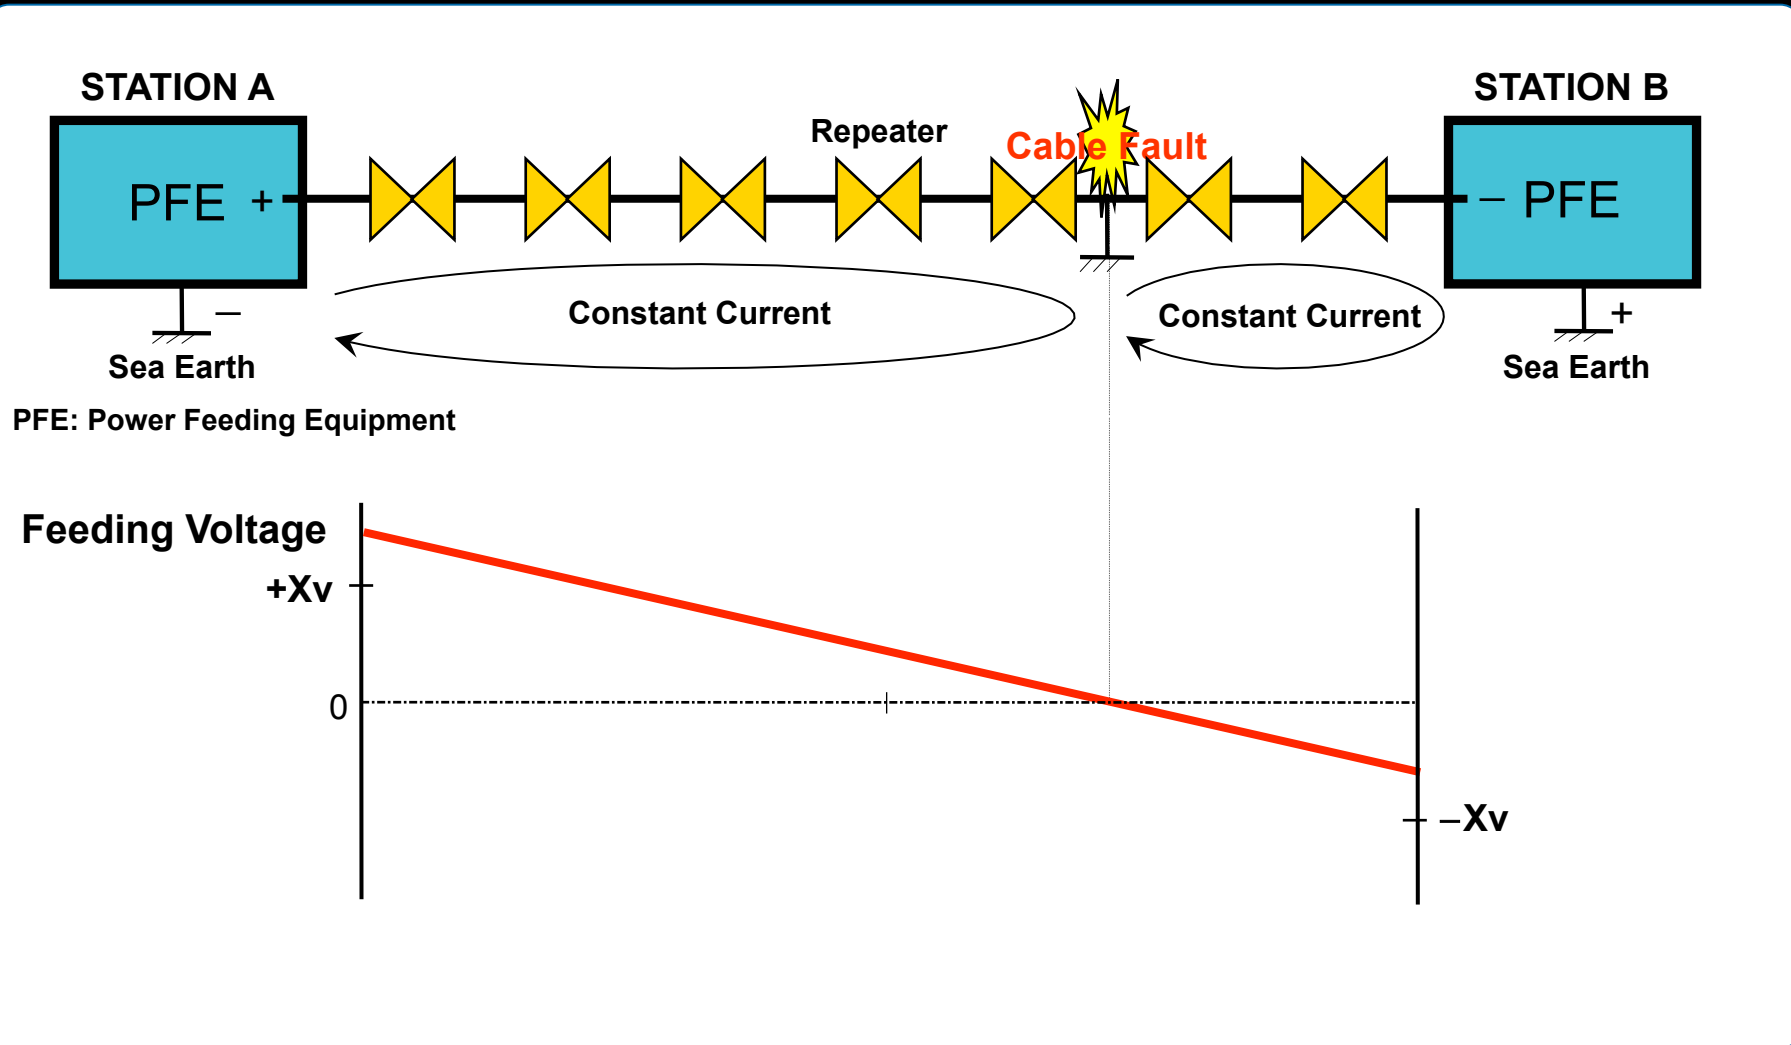 STATION A
STATION B
Repeater
Cable Fault
PFE +
– PFE
–
Constant Current
Constant Current
+
Sea Earth
Sea Earth
PFE: Power Feeding Equipment
Feeding Voltage
+Xv
0
–Xv